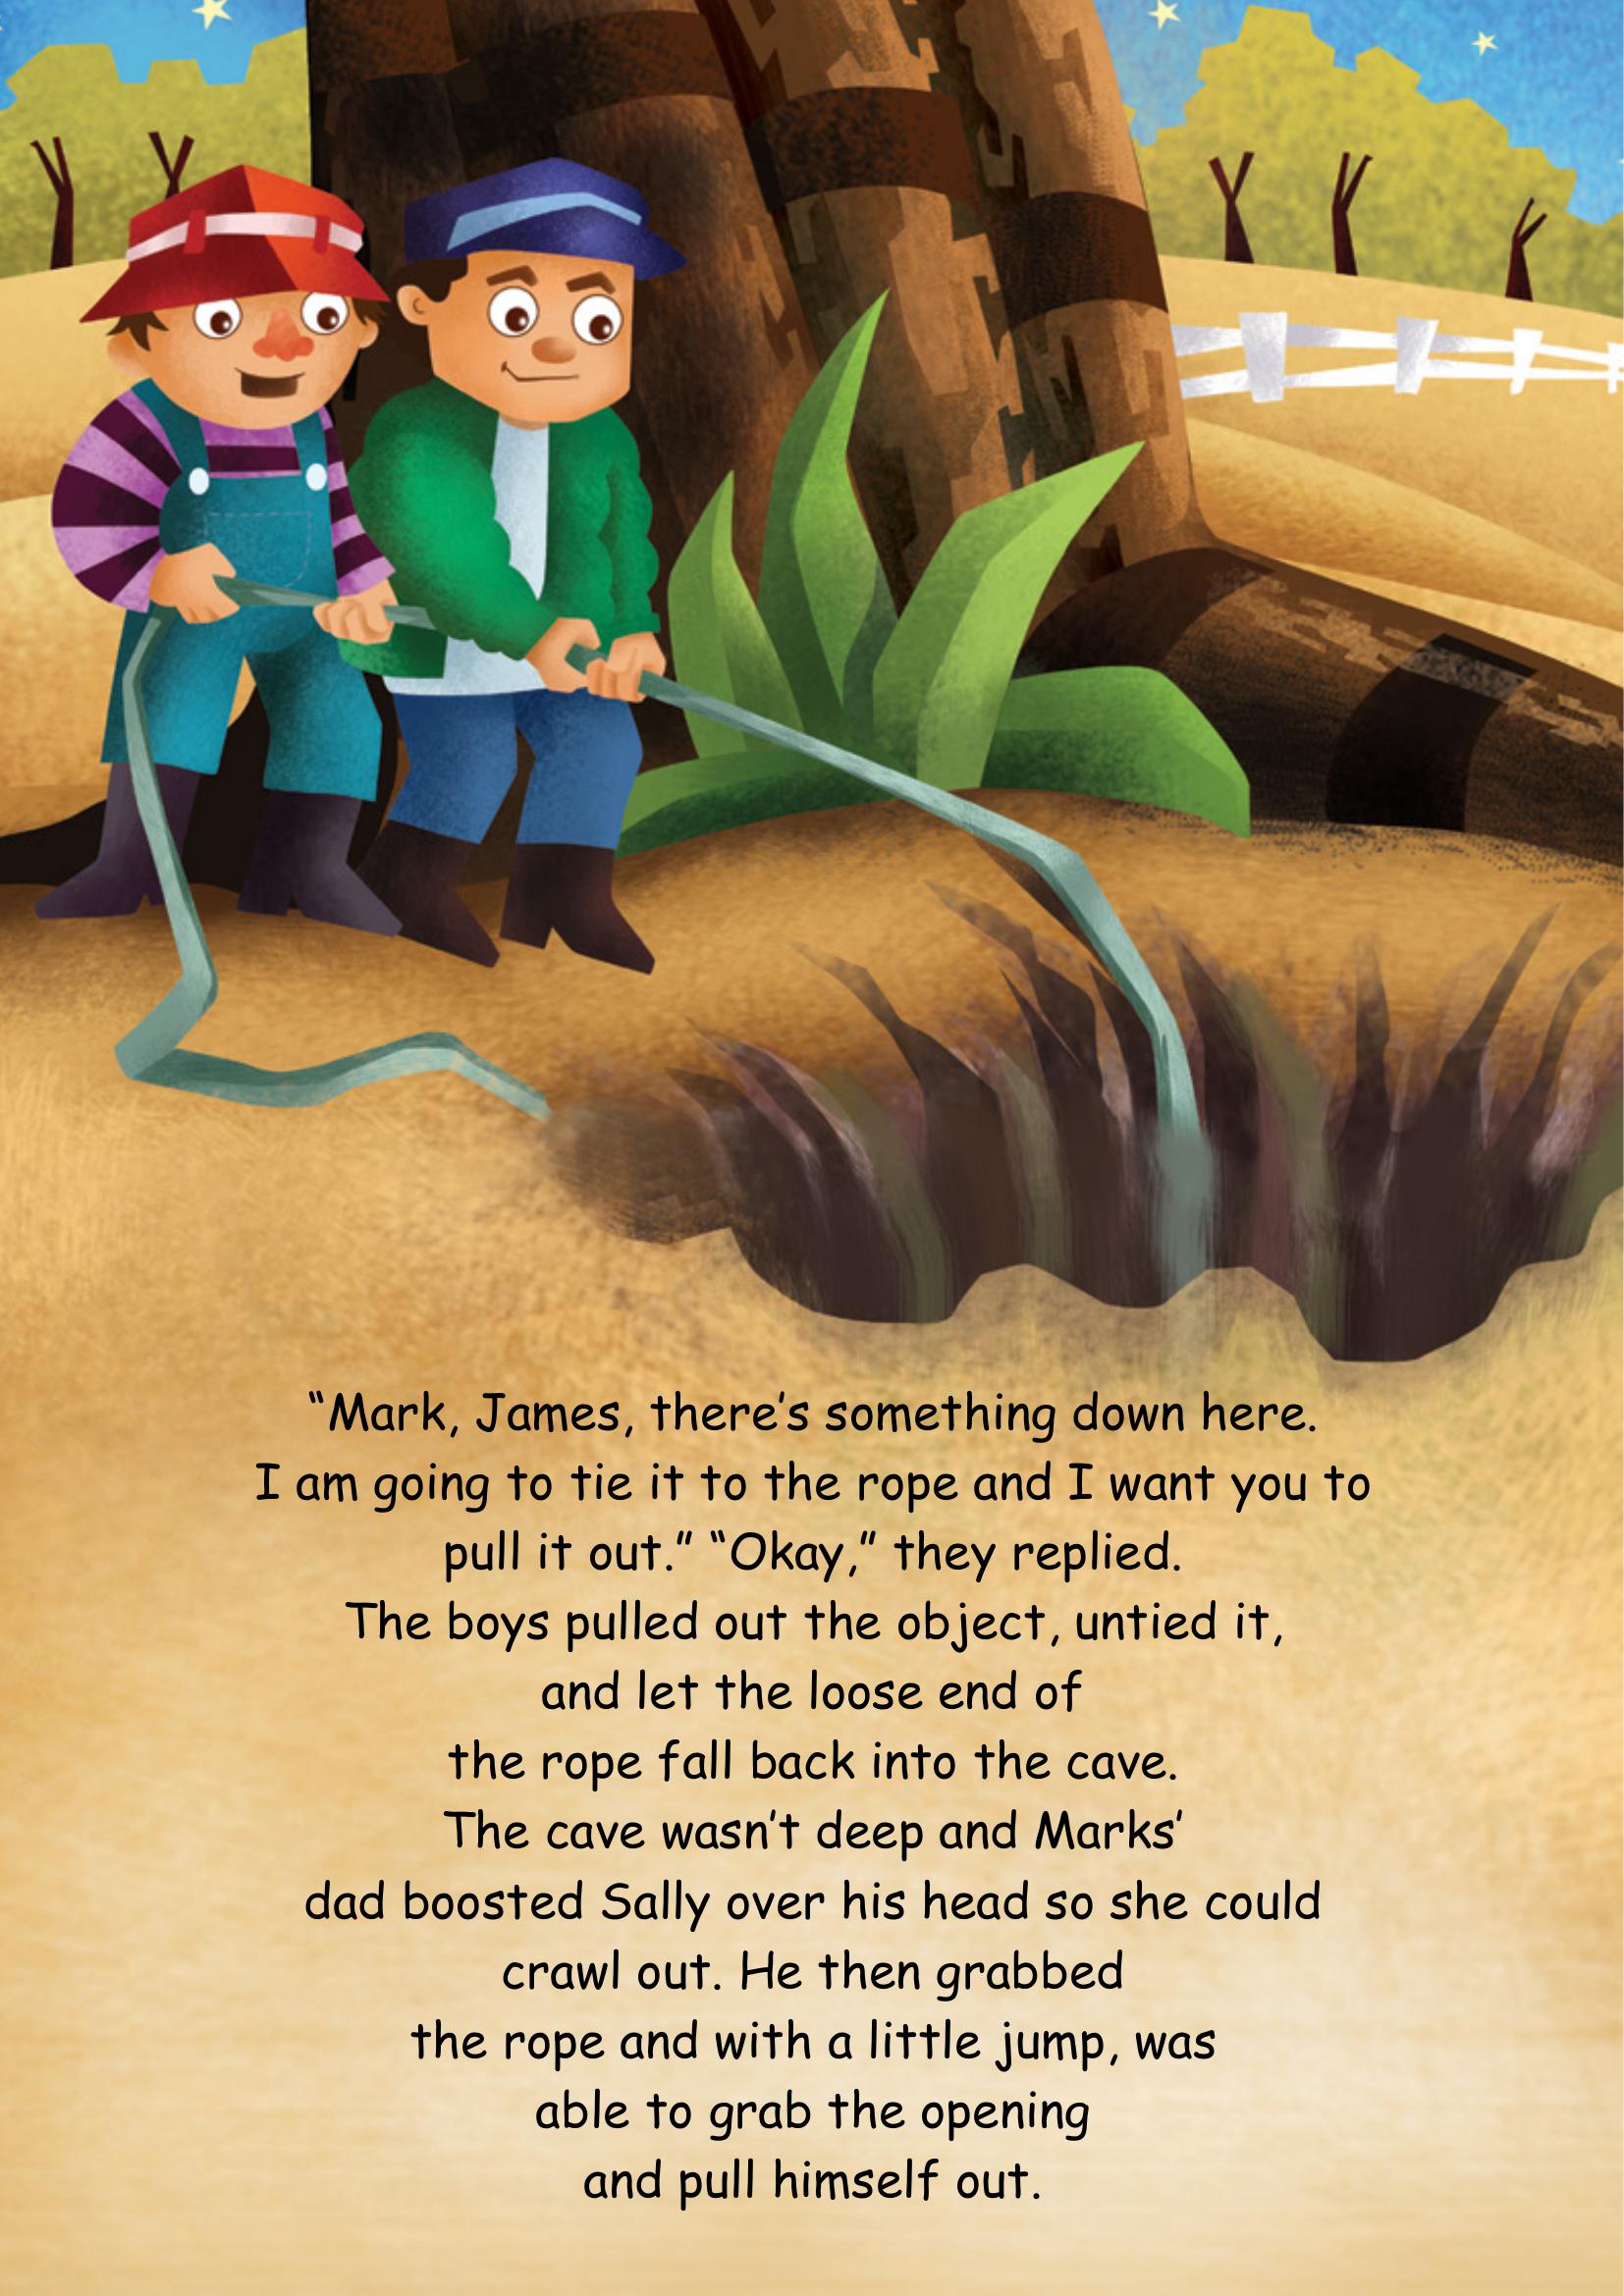 “Mark, James, there’s something down here.
I am going to tie it to the rope and I want you to
pull it out.” “Okay,” they replied.
The boys pulled out the object, untied it,
and let the loose end of
the rope fall back into the cave.
The cave wasn’t deep and Marks’
dad boosted Sally over his head so she could
crawl out. He then grabbed
the rope and with a little jump, was
able to grab the opening
and pull himself out.